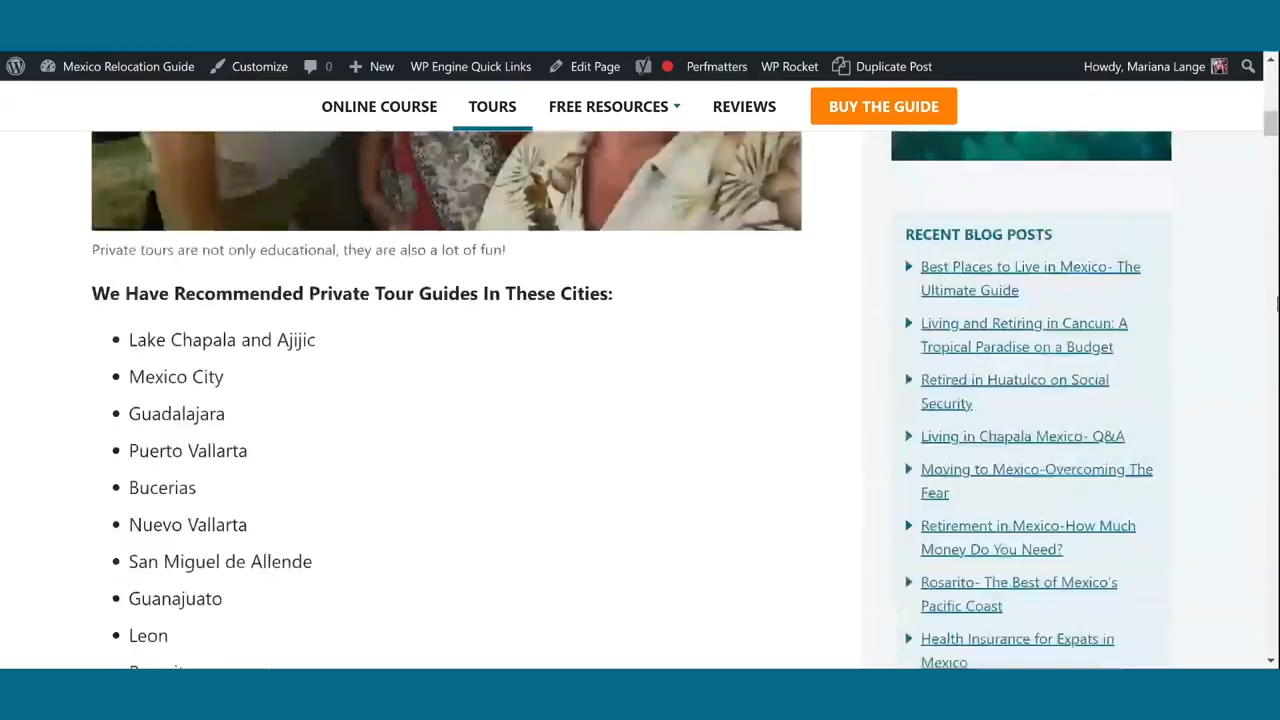 Mexico Relocation Guide Customize 0 New WP Engine Quick Links Edit Page Perfmatters WP Rocket Duplicate Post Howdy, Mariana Lange
ONLINE COURSE TOURS FREE RESOURCES REVIEWS BUY THE GUIDE
Private tours are not only educational, they are also a lot of fun!
We Have Recommended Private Tour Guides In These Cities:
• Lake Chapala and Ajijic
• Mexico City
• Guadalajara
• Puerto Vallarta
• Bucerias
• Nuevo Vallarta
• San Miguel de Allende
• Guanajuato
• Leon
RECENT BLOG POSTS
Best Places to Live in Mexico- The
Ultimate Guide
Living and Retiring in Cancun: A
Tropical Paradise on a Budget
Retired in Huatulco on Social
Security
Living in Chapala Mexico- Q&A
Moving to Mexico-Overcoming The
Fear
Retirement in Mexico-How Much
Money Do You Need?
Rosarito- The Best of Mexico's
Pacific Coast
Health Insurance for Expats in
Mexico